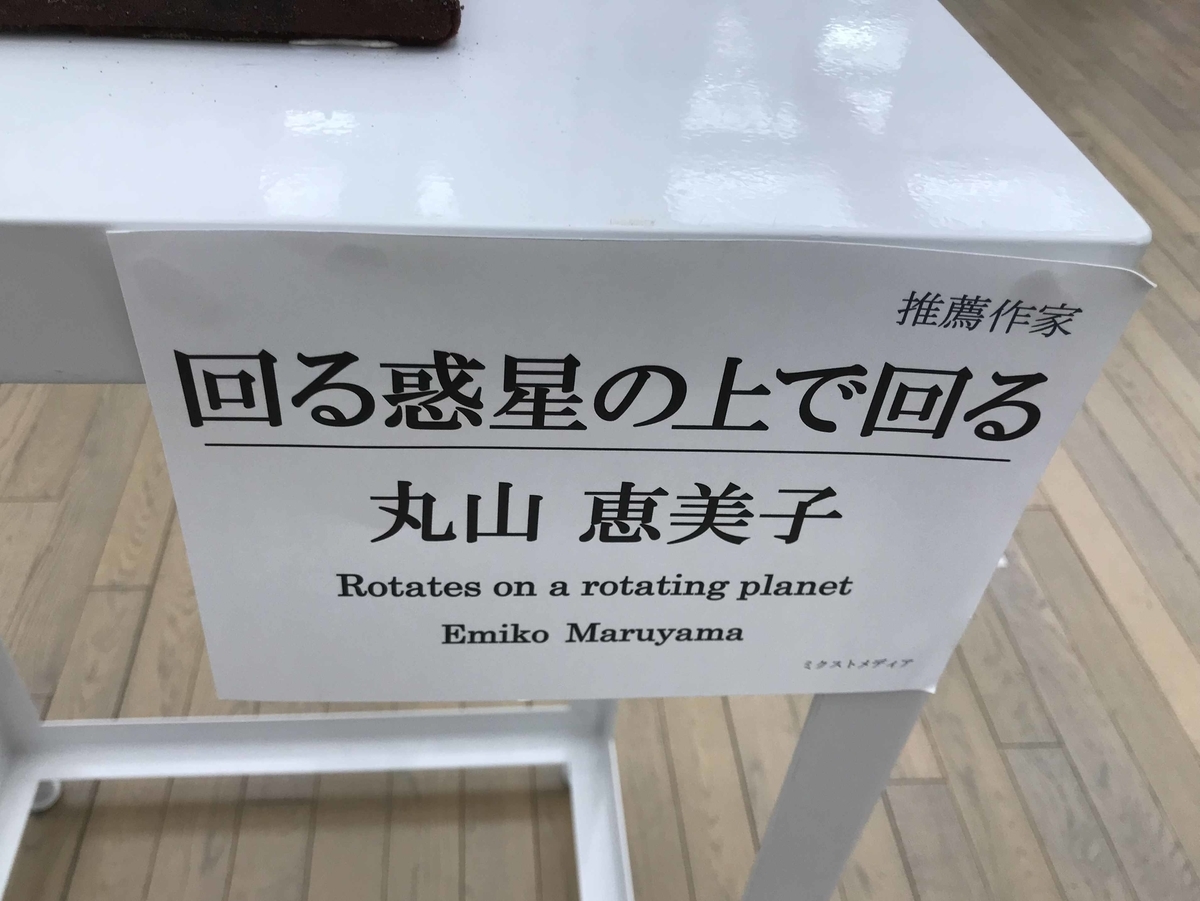 推薦作家
回る惑星の上で回る
丸山 恵美子
Rotates on a rotating planet
Emiko Maruyama
ミクストメディア